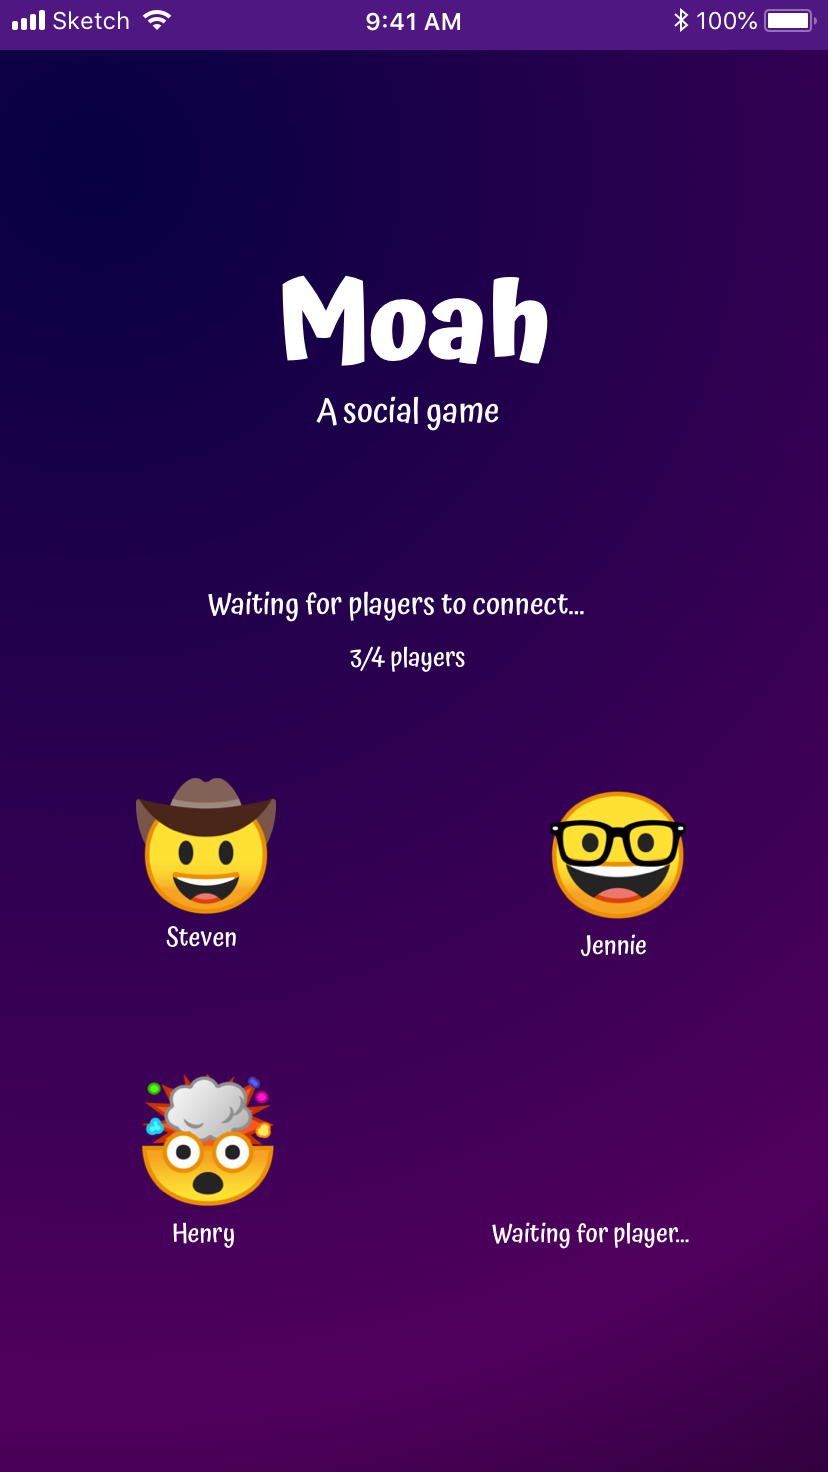 Sketch 9:41 AM 100%
Moah
A social game
Waiting for players to connect...
3/4 players
Steven
Jennie
Henry
Waiting for player...